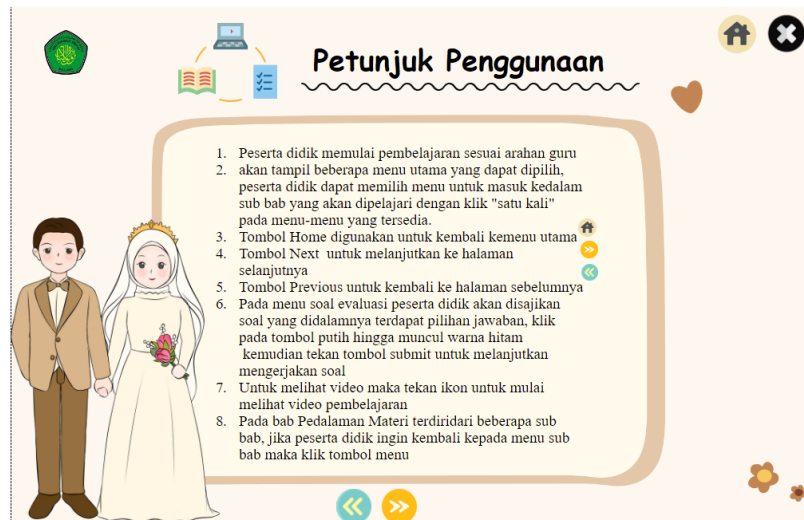 Petunjuk Penggunaan
1. Peserta didik memulai pembelajaran sesuai arahan guru
2. akan tampil beberapa menu utama yang dapat dipilih,
peserta didik dapat memilih menu untuk masuk kedalam
sub bab yang akan dipelajari dengan klik "satu kali"
pada menu-menu yang tersedia.
3. Tombol Home digunakan untuk kembali kemenu utama
4. Tombol Next untuk melanjutkan ke halaman
selanjutnya
5. Tombol Previous untuk kembali ke halaman sebelumnya
6. Pada menu soal evaluasi peserta didik akan disajikan
soal yang didalamnya terdapat pilihan jawaban, klik
pada tombol putih hingga muncul warna hitam
kemudian tekan tombol submit untuk melanjutkan
mengerjakan soal
7. Untuk melihat video maka tekan ikon untuk mulai
melihat video pembelajaran
8. Pada bab Pedalaman Materi terdiridari beberapa sub
bab, jika peserta didik ingin kembali kepada menu sub
bab maka klik tombol menu